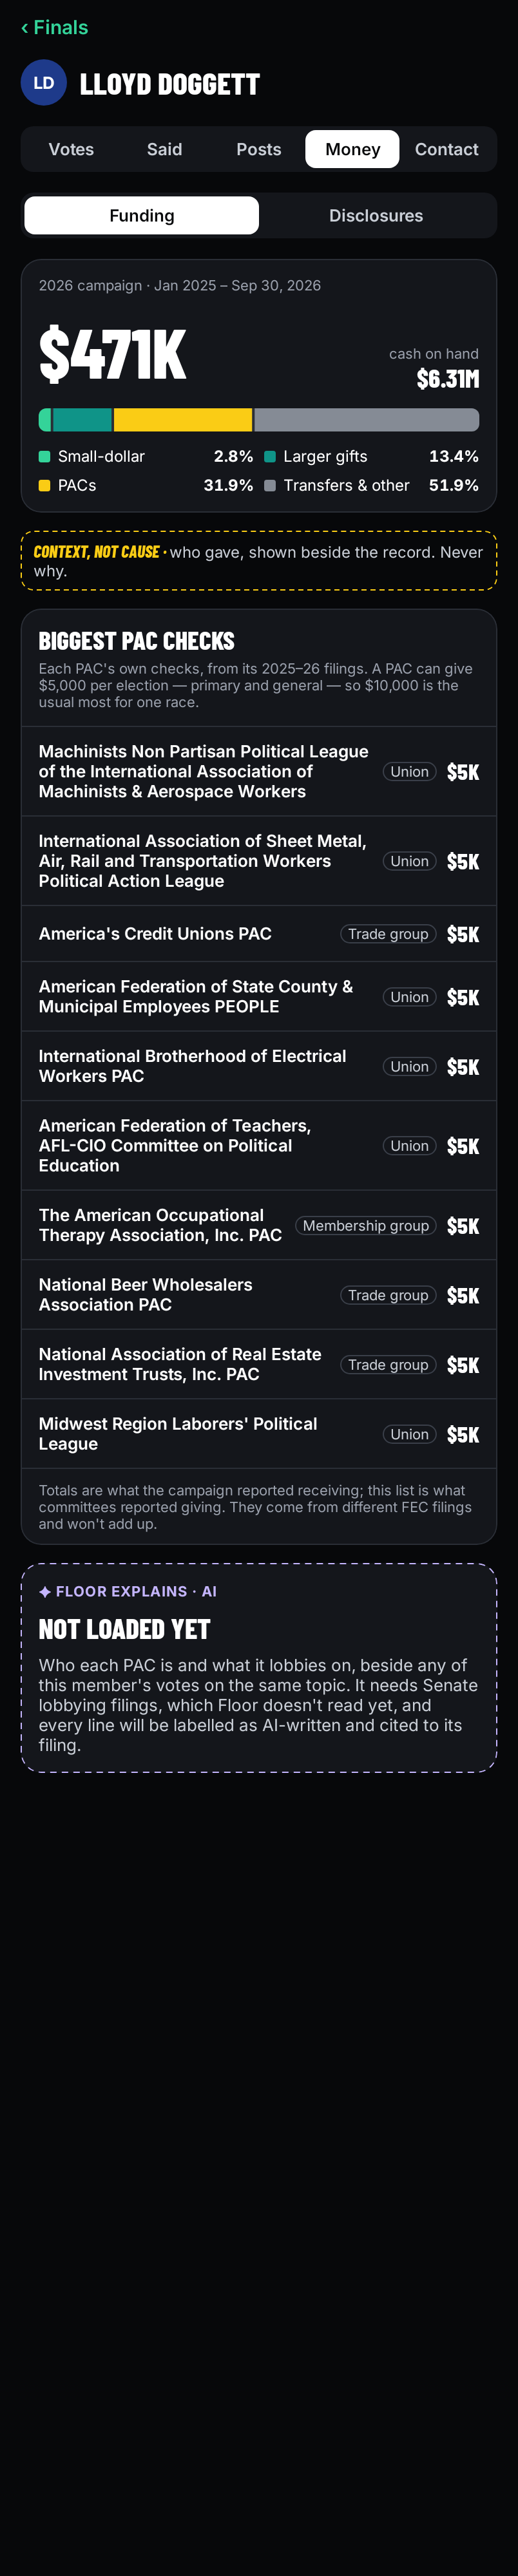 ‹ Finals
LD
LLOYD DOGGETT
Votes
Said
Posts
Money
Contact
Funding
Disclosures
2026 campaign · Jan 2025 – Sep 30, 2026
$471K
cash on hand
$6.31M
Small-dollar 2.8%
Larger gifts 13.4%
PACs 31.9%
Transfers & other 51.9%
CONTEXT, NOT CAUSE · who gave, shown beside the record. Never
why.
BIGGEST PAC CHECKS
Each PAC's own checks, from its 2025–26 filings. A PAC can give
$5,000 per election — primary and general — so $10,000 is the
usual most for one race.
Machinists Non Partisan Political League
of the International Association of
Machinists & Aerospace Workers
Union
$5K
International Association of Sheet Metal,
Air, Rail and Transportation Workers
Political Action League
Union
$5K
America's Credit Unions PAC
Trade group
$5K
American Federation of State County &
Municipal Employees PEOPLE
Union
$5K
International Brotherhood of Electrical
Workers PAC
Union
$5K
American Federation of Teachers,
AFL-CIO Committee on Political
Education
Union
$5K
The American Occupational
Therapy Association, Inc. PAC
Membership group
$5K
National Beer Wholesalers
Association PAC
Trade group
$5K
National Association of Real Estate
Investment Trusts, Inc. PAC
Trade group
$5K
Midwest Region Laborers' Political
League
Union
$5K
Totals are what the campaign reported receiving; this list is what
committees reported giving. They come from different FEC filings
and won't add up.
✦ FLOOR EXPLAINS · AI
NOT LOADED YET
Who each PAC is and what it lobbies on, beside any of
this member's votes on the same topic. It needs Senate
lobbying filings, which Floor doesn't read yet, and
every line will be labelled as AI-written and cited to its
filing.